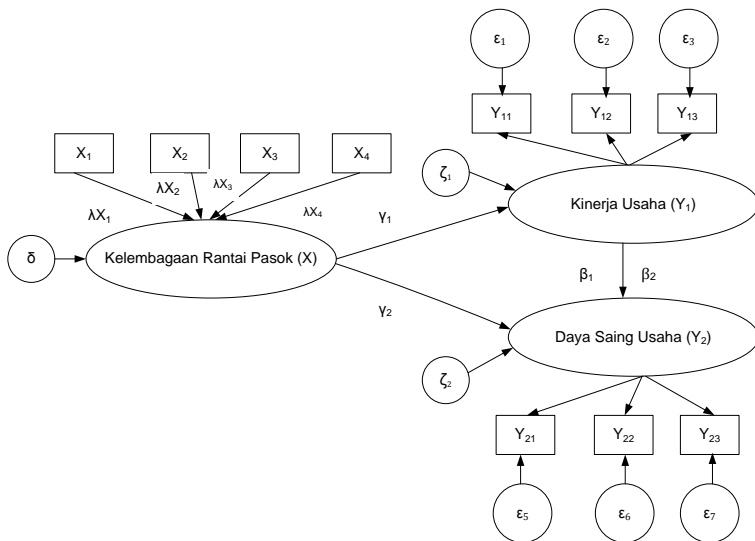 ε₁
ε₂
ε₃
Y₁₁
Y₁₂
Y₁₃
X₁
X₂
X₃
X₄
λX₁
λX₂
λX₃
λX₄
ζ₁
γ₁
Kinerja Usaha (Y₁)
δ
Kelembagaan Rantai Pasok (X)
β₁
β₂
γ₂
Daya Saing Usaha (Y₂)
ζ₂
Y₂₁
Y₂₂
Y₂₃
ε₅
ε₆
ε₇